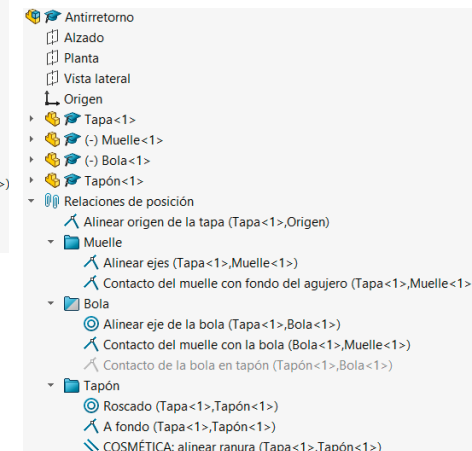 Antirretorno
Alzado
Planta
Vista lateral
Origen
Tapa<1>
(-) Muelle<1>
(-) Bola<1>
>)
Tapón<1>
Relaciones de posición
Alinear origen de la tapa (Tapa<1>,Origen)
Muelle
Alinear ejes (Tapa<1>,Muelle<1>)
Contacto del muelle con fondo del agujero (Tapa<1>,Muelle<1>
Bola
Alinear eje de la bola (Tapa<1>,Bola<1>)
Contacto del muelle con la bola (Bola<1>,Muelle<1>)
Contacto de la bola en tapón (Tapón<1>,Bola<1>)
Tapón
Roscado (Tapa<1>,Tapón<1>)
A fondo (Tapa<1>,Tapón<1>)
COSMÉTICA: alinear ranura (Tapa<1>,Tapón<1>)